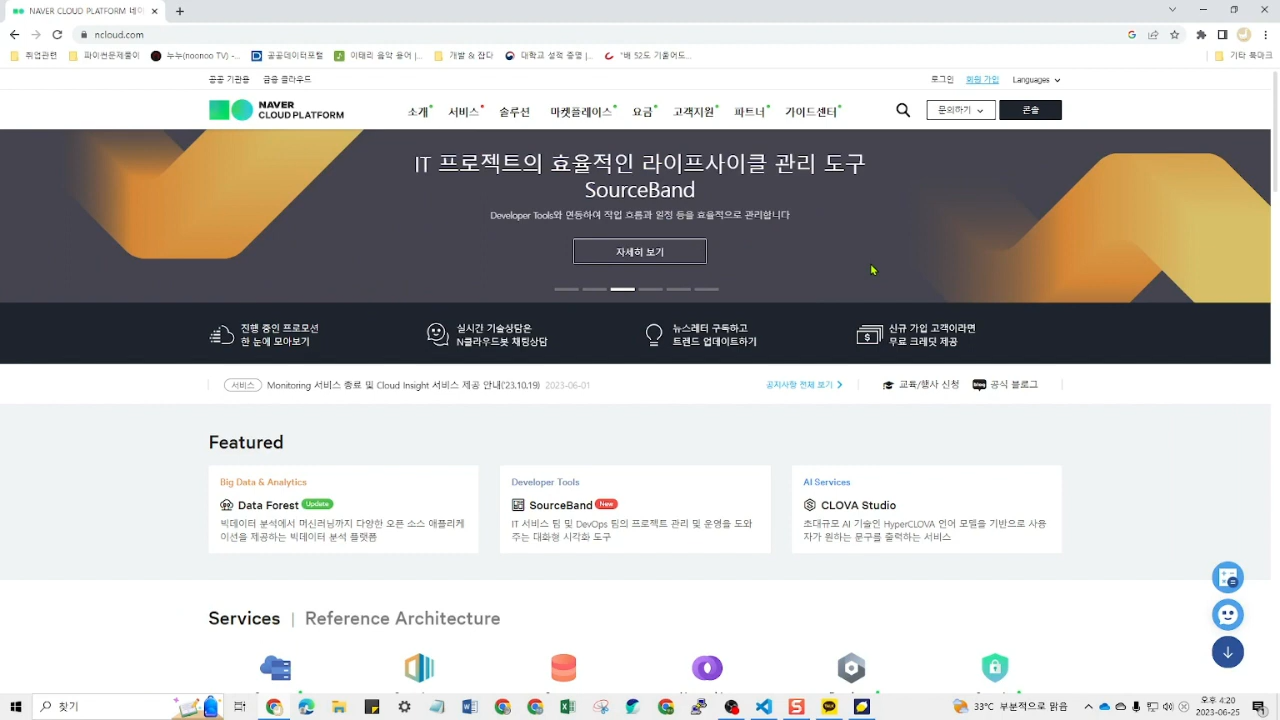 NAVER CLOUD PLATFORM 네이
ncloud.com
취업관련
파이썬문제풀이
누누(noonoo TV) -...
공공데이터포털
이태리 음악 용어 |...
개발 & 잡다
대학교 성적 증명 |...
"배 52도 기울어도...
기타 북마크
공공 기관용 금융 클라우드
로그인 회원 가입 Languages
NAVER
CLOUD PLATFORM
소개 서비스 솔루션 마켓플레이스 요금 고객지원 파트너 가이드센터
문의하기 콘솔
IT 프로젝트의 효율적인 라이프사이클 관리 도구
SourceBand
Developer Tools와 연동하여 작업 흐름과 일정 등을 효율적으로 관리합니다
자세히 보기
진행 중인 프로모션
한 눈에 모아보기
실시간 기술상담은
N클라우드봇 채팅상담
뉴스레터 구독하고
트렌드 업데이트하기
신규 가입 고객이라면
무료 크레딧 제공
서비스 Monitoring 서비스 종료 및 Cloud Insight 서비스 제공 안내('23.10.19) 2023-06-01
공지사항 전체 보기
교육/행사 신청 blog 공식 블로그
Featured
Big Data & Analytics
Data Forest Update
빅데이터 분석에서 머신러닝까지 다양한 오픈 소스 애플리케
이션을 제공하는 빅데이터 분석 플랫폼
Developer Tools
SourceBand New
IT 서비스 팀 및 DevOps 팀의 프로젝트 관리 및 운영을 도와
주는 대화형 시각화 도구
AI Services
CLOVA Studio
초대규모 AI 기술인 HyperCLOVA 언어 모델을 기반으로 사용
자가 원하는 문구를 출력하는 서비스
Services | Reference Architecture
찾기
33°C 부분적으로 맑음
오후 4:20
2023-06-25